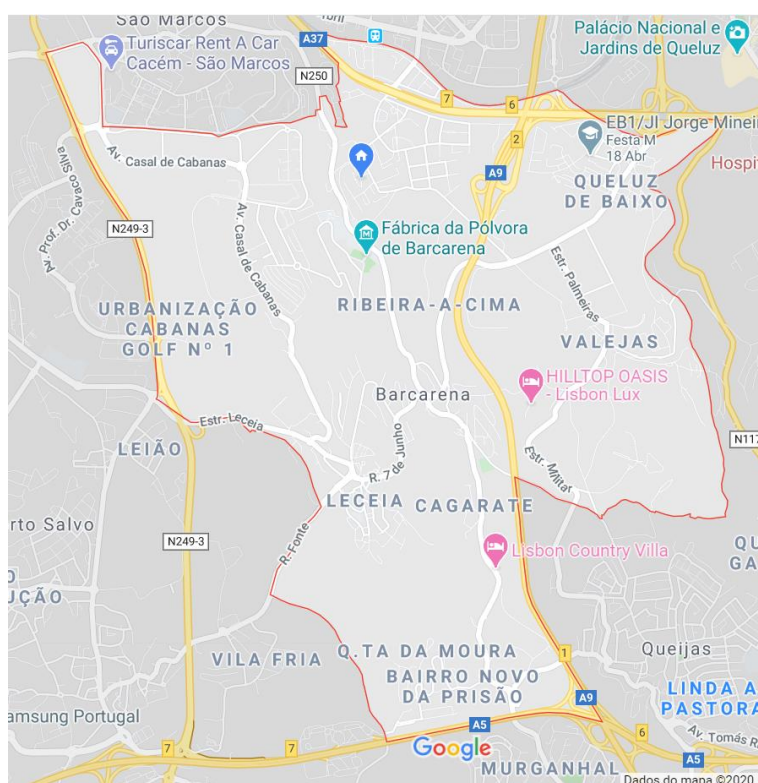 São Marcos
Abril
Palácio Nacional e
Jardins de Queluz
A37
Turiscar Rent A Car
Cacém - São Marcos
N250
7
6
EB1/JI Jorge Mineir
Festa M
18 Abr
2
Hospit
Av. Casal de Cabanas
A9
QUELUZ
DE BAIXO
Av. Prof. Dr. Cavaco Silva
N249-3
Av. Casal de Cabanas
Fábrica da Pólvora
de Barcarena
Estr. Palmeiras
URBANIZAÇÃO
CABANAS
GOLF Nº 1
RIBEIRA-A-CIMA
VALEJAS
HILLTOP OASIS
- Lisbon Lux
Barcarena
Estr. Leceia
LEIÃO
R. 7 de Junho
Estr. Militar
N117
LECEIA
CAGARATE
rto Salvo
N249-3
R. Fonte
Lisbon Country Villa
QU
GA
O
UÇÃO
VILA FRIA
Q.TA DA MOURA
BAIRRO NOVO
DA PRISÃO
1
Queijas
LINDA A
PASTORA
amsung Portugal
A9
A5
6
Av. Tomás R
7
7
Google
A5
MURGANHAL
Dados do mapa ©2020